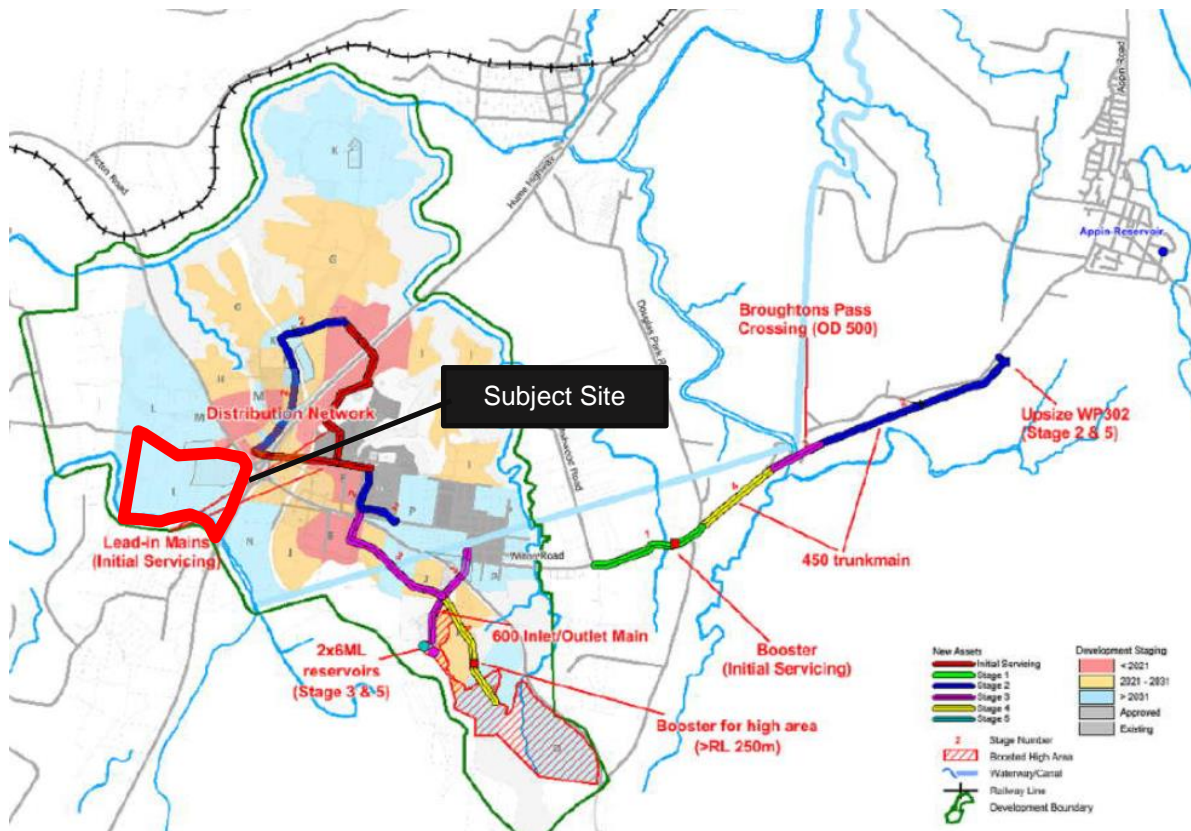 Picton Road
Hume Highway
Appin Road
Appin Reservoir
K
G
G
H
M
M
L
L
N
J
J
P
Douglas Park
Broughtons Pass
Crossing (OD 500)
Subject Site
Distribution Network
Upsize WP302
(Stage 2 & 5)
Lead-in Mains
(Initial Servicing)
Wilton Road
450 trunkmain
600 Inlet/Outlet Main
2x6ML
reservoirs
(Stage 3 & 5)
Booster
(Initial Servicing)
Booster for high area
(>RL 250m)
New Assets
Initial Servicing
Stage 1
Stage 2
Stage 3
Stage 4
Stage 5
2 Stage Number
Boosted High Area
Waterway/Canal
Railway Line
Development Boundary
Development Staging
< 2021
2021 - 2031
> 2031
Approved
Existing